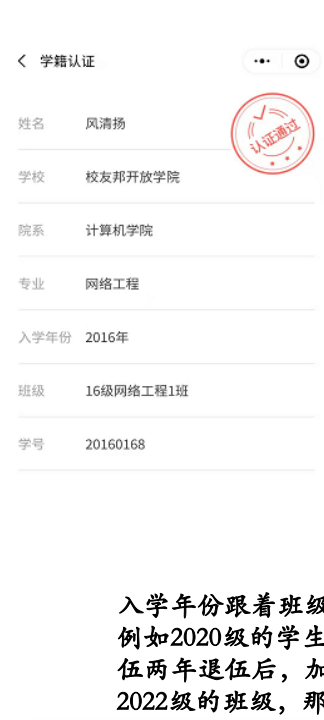 学籍认证
姓名 风清扬
认证通过
学校 校友邦开放学院
院系 计算机学院
专业 网络工程
入学年份 2016年
班级 16级网络工程1班
学号 20160168
入学年份跟着班级
例如2020级的学生
伍两年退伍后，加
2022级的班级，那